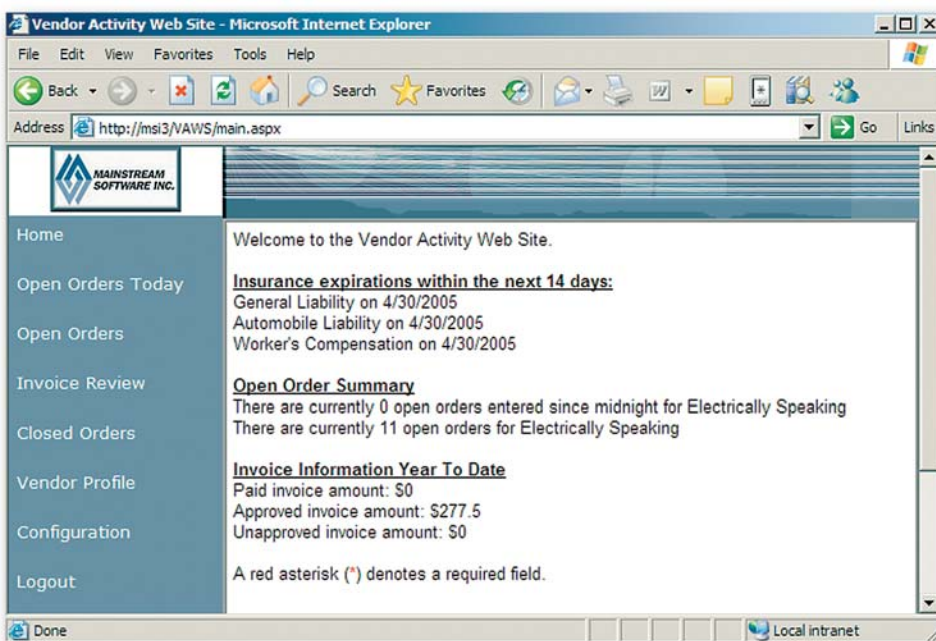 Vendor Activity Web Site - Microsoft Internet Explorer
File Edit View Favorites Tools Help
Back Search Favorites
Address http://msi3/VAWS/main.aspx Go Links
MAINSTREAM
SOFTWARE INC.
Home
Open Orders Today
Open Orders
Invoice Review
Closed Orders
Vendor Profile
Configuration
Logout
Welcome to the Vendor Activity Web Site.
Insurance expirations within the next 14 days:
General Liability on 4/30/2005
Automobile Liability on 4/30/2005
Worker's Compensation on 4/30/2005
Open Order Summary
There are currently 0 open orders entered since midnight for Electrically Speaking
There are currently 11 open orders for Electrically Speaking
Invoice Information Year To Date
Paid invoice amount: $0
Approved invoice amount: $277.5
Unapproved invoice amount: $0
A red asterisk (*) denotes a required field.
Done Local intranet